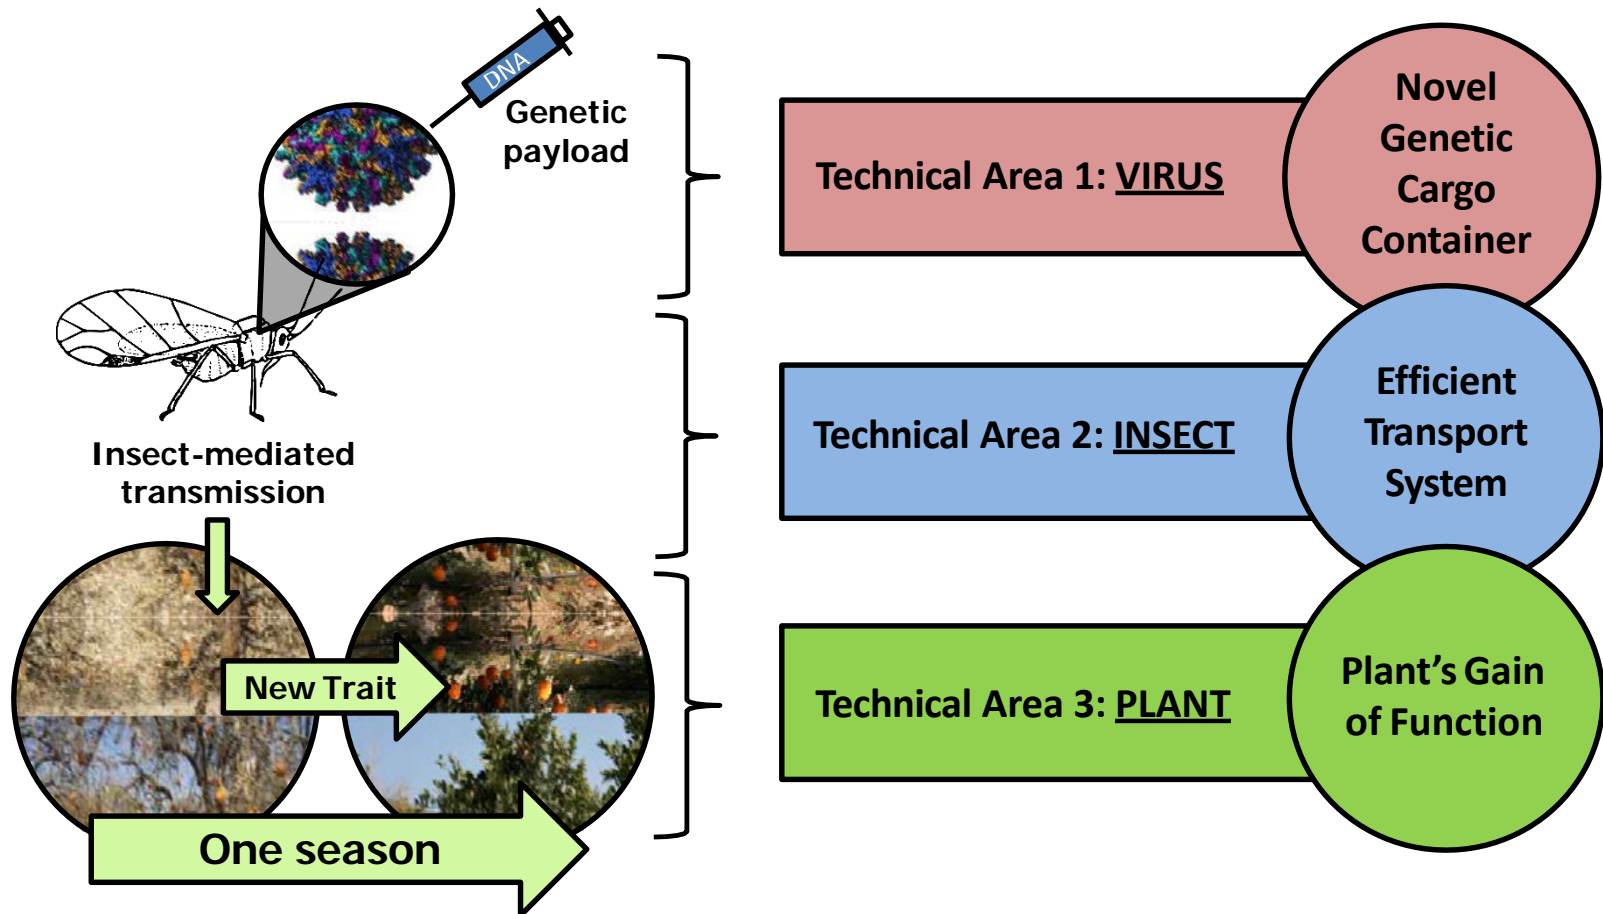 DNA
Genetic
payload
Insect-mediated
transmission
New Trait
One season
Technical Area 1: VIRUS
Novel
Genetic
Cargo
Container
Technical Area 2: INSECT
Efficient
Transport
System
Technical Area 3: PLANT
Plant’s Gain
of Function